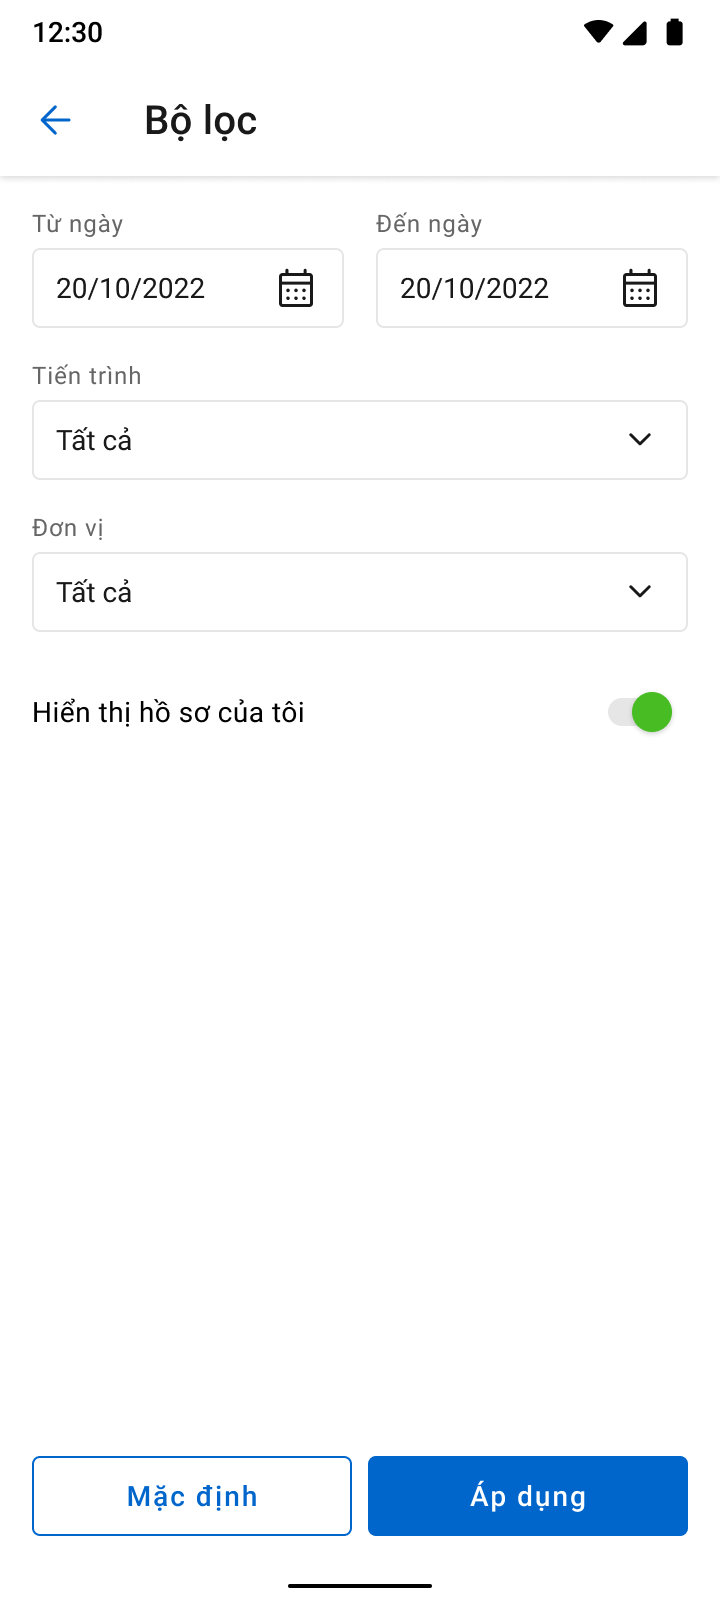 12:30
Bộ lọc
Từ ngày
Đến ngày
20/10/2022
20/10/2022
Tiến trình
Tất cả
Đơn vị
Tất cả
Hiển thị hồ sơ của tôi
Mặc định
Áp dụng